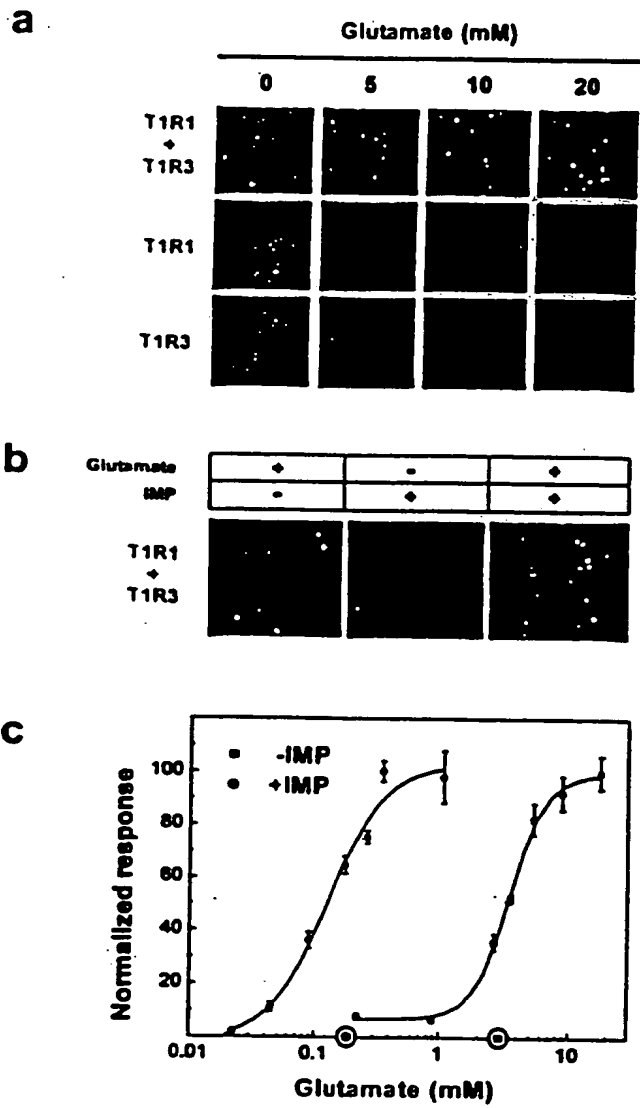 a
Glutamate (mM)
0 5 10 20
T1R1
+
T1R3
T1R1
T1R3
b
Glutamate + - +
IMP - + +
T1R1
+
T1R3
c
-IMP
+IMP
Normalized response
100
80
60
40
20
0.01 0.1 1 10
Glutamate (mM)